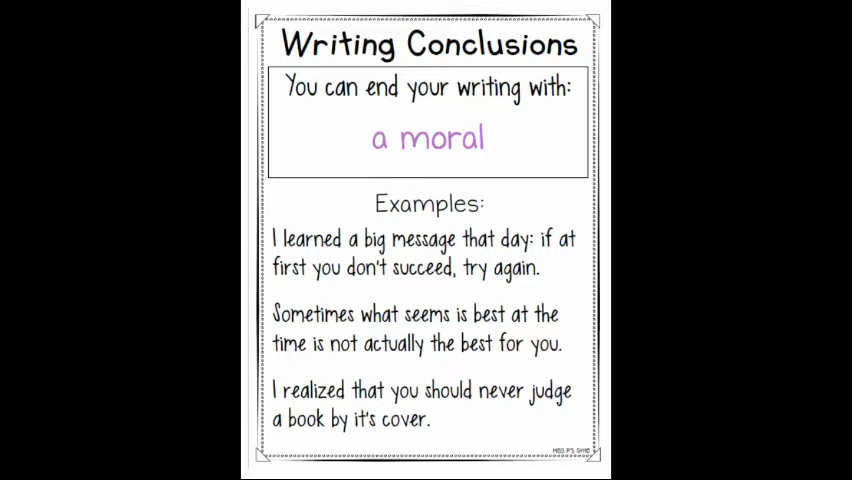 Writing Conclusions
You can end your writing with:
a moral
Examples:
I learned a big message that day: if at
first you don't succeed, try again.
Sometimes what seems is best at the
time is not actually the best for you.
I realized that you should never judge
a book by it's cover.